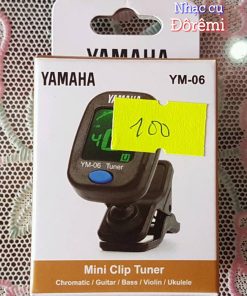 Nhạc cụ
Đôrêmi
YAMAHA
YAMAHA
YM-06
YAMAHA
100
YM-06 Tuner
Mini Clip Tuner
Chromatic / Guitar / Bass / Violin / Ukulele